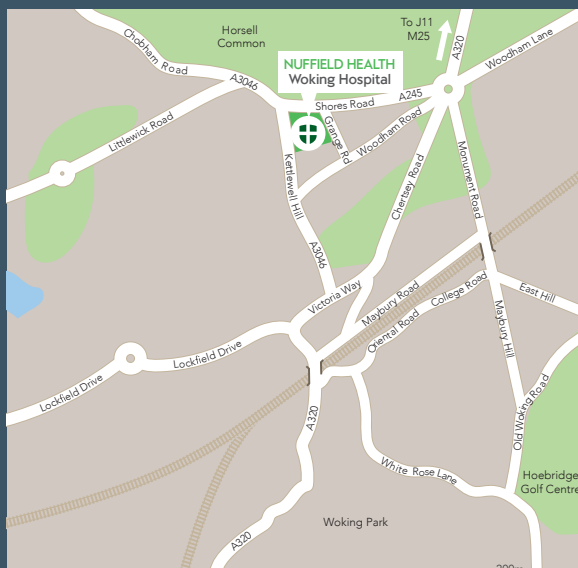 To J11
M25
A320
Woodham Lane
Horsell
Common
Chobham Road
A3046
NUFFIELD HEALTH
Woking Hospital
Shores Road
A245
Grange Rd
Woodham Road
Littlewick Road
Kettlewell Hill
Chertsey Road
Monument Road
A3046
Victoria Way
Maybury Road
College Road
Oriental Road
East Hill
Maybury Hill
Lockfield Drive
Lockfield Drive
A320
Old Woking Road
White Rose Lane
Hoebridge
Golf Centre
Woking Park
A320